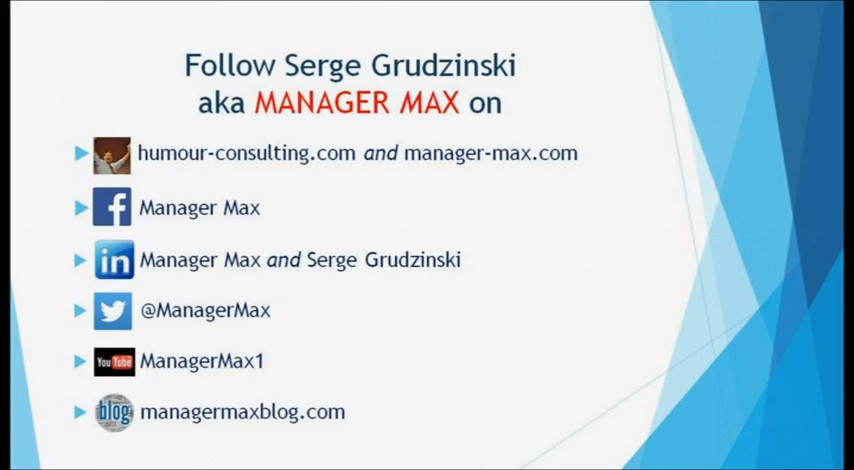 Follow Serge Grudzinski
aka MANAGER MAX on
humour-consulting.com and manager-max.com
f Manager Max
in Manager Max and Serge Grudzinski
@ManagerMax
You Tube ManagerMax1
blog managermaxblog.com